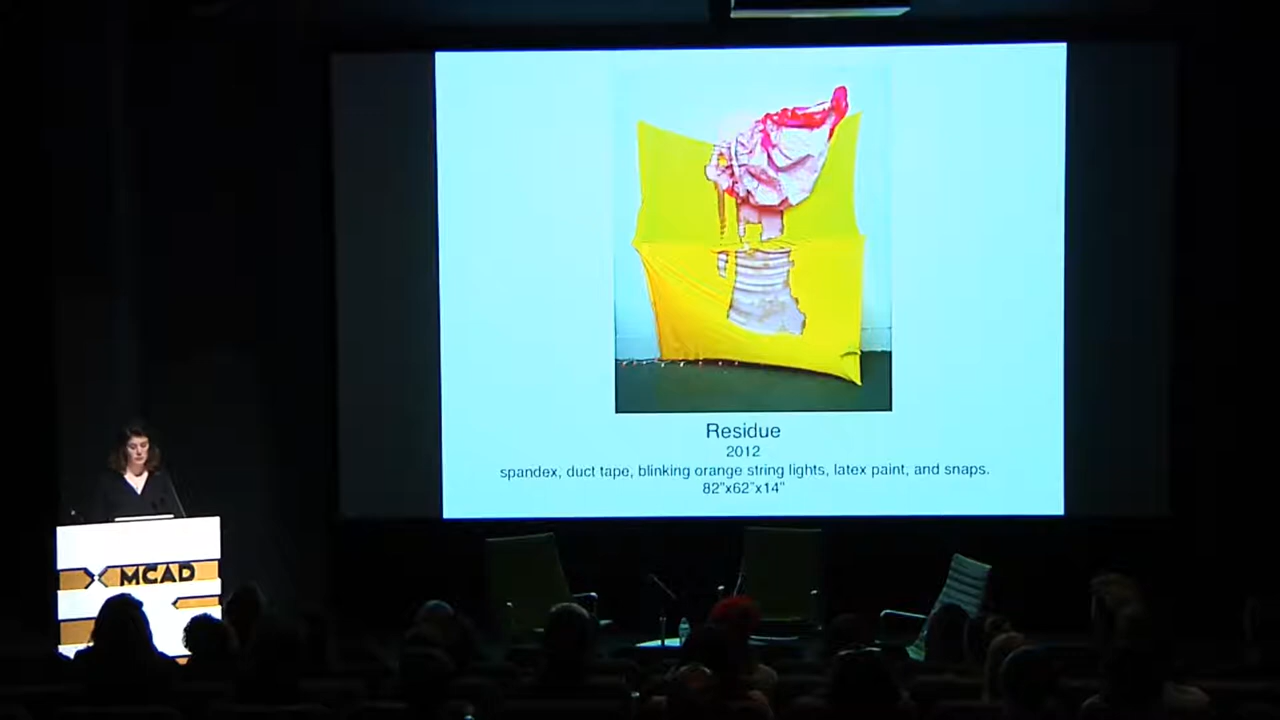 Residue
2012
spandex, duct tape, blinking orange string lights, latex paint, and snaps.
82"x62"x14"
MCAD